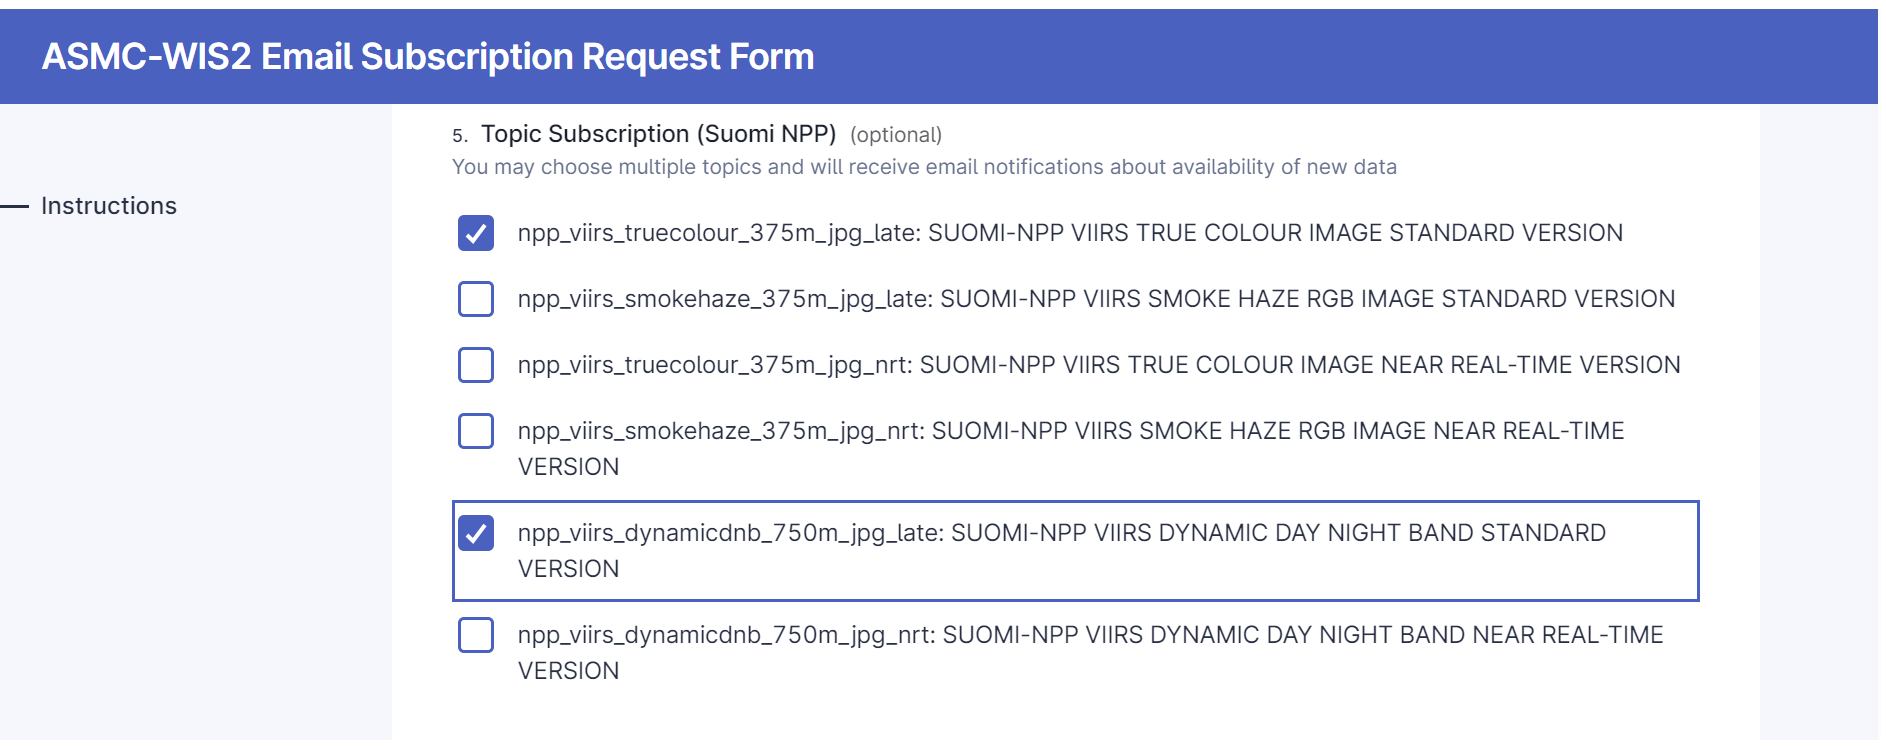 ASMC-WIS2 Email Subscription Request Form
Instructions
5. Topic Subscription (Suomi NPP) (optional)
You may choose multiple topics and will receive email notifications about availability of new data
npp_viirs_truecolour_375m_jpg_late: SUOMI-NPP VIIRS TRUE COLOUR IMAGE STANDARD VERSION
npp_viirs_smokehaze_375m_jpg_late: SUOMI-NPP VIIRS SMOKE HAZE RGB IMAGE STANDARD VERSION
npp_viirs_truecolour_375m_jpg_nrt: SUOMI-NPP VIIRS TRUE COLOUR IMAGE NEAR REAL-TIME VERSION
npp_viirs_smokehaze_375m_jpg_nrt: SUOMI-NPP VIIRS SMOKE HAZE RGB IMAGE NEAR REAL-TIME
VERSION
npp_viirs_dynamicdnb_750m_jpg_late: SUOMI-NPP VIIRS DYNAMIC DAY NIGHT BAND STANDARD
VERSION
npp_viirs_dynamicdnb_750m_jpg_nrt: SUOMI-NPP VIIRS DYNAMIC DAY NIGHT BAND NEAR REAL-TIME
VERSION